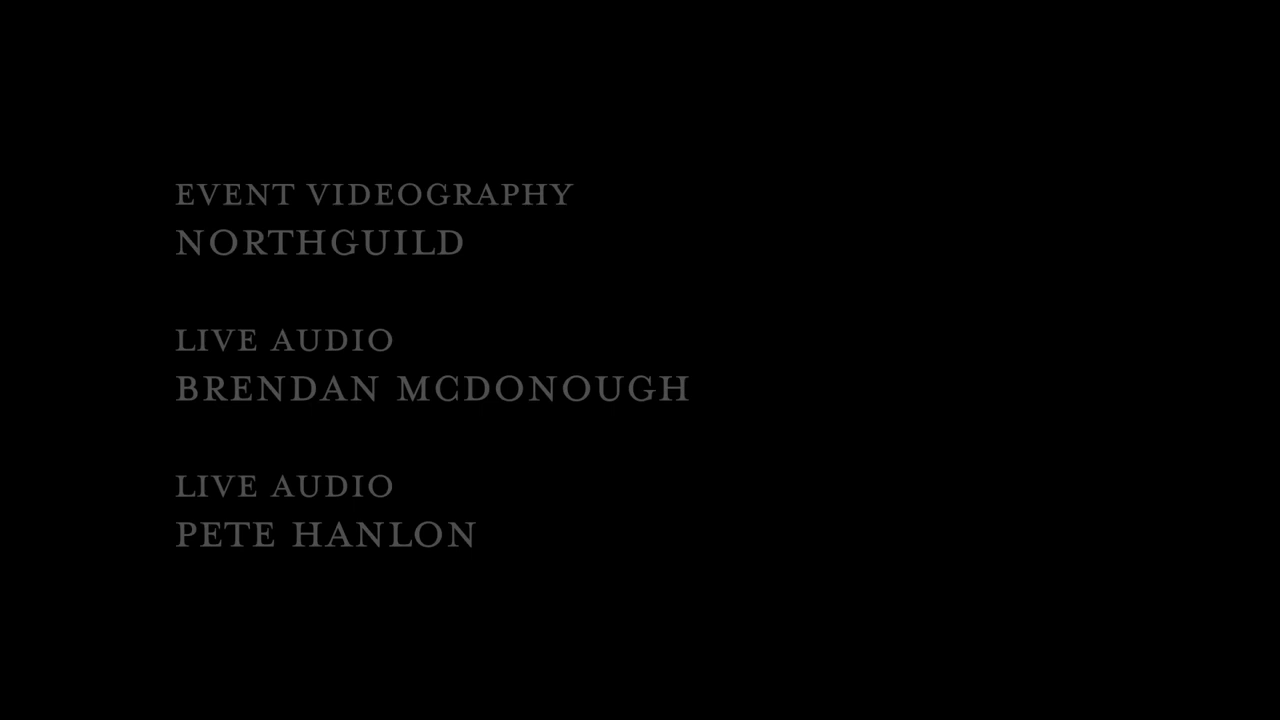 EVENT VIDEOGRAPHY
NORTHGUILD
LIVE AUDIO
BRENDAN MCDONOUGH
LIVE AUDIO
PETE HANLON